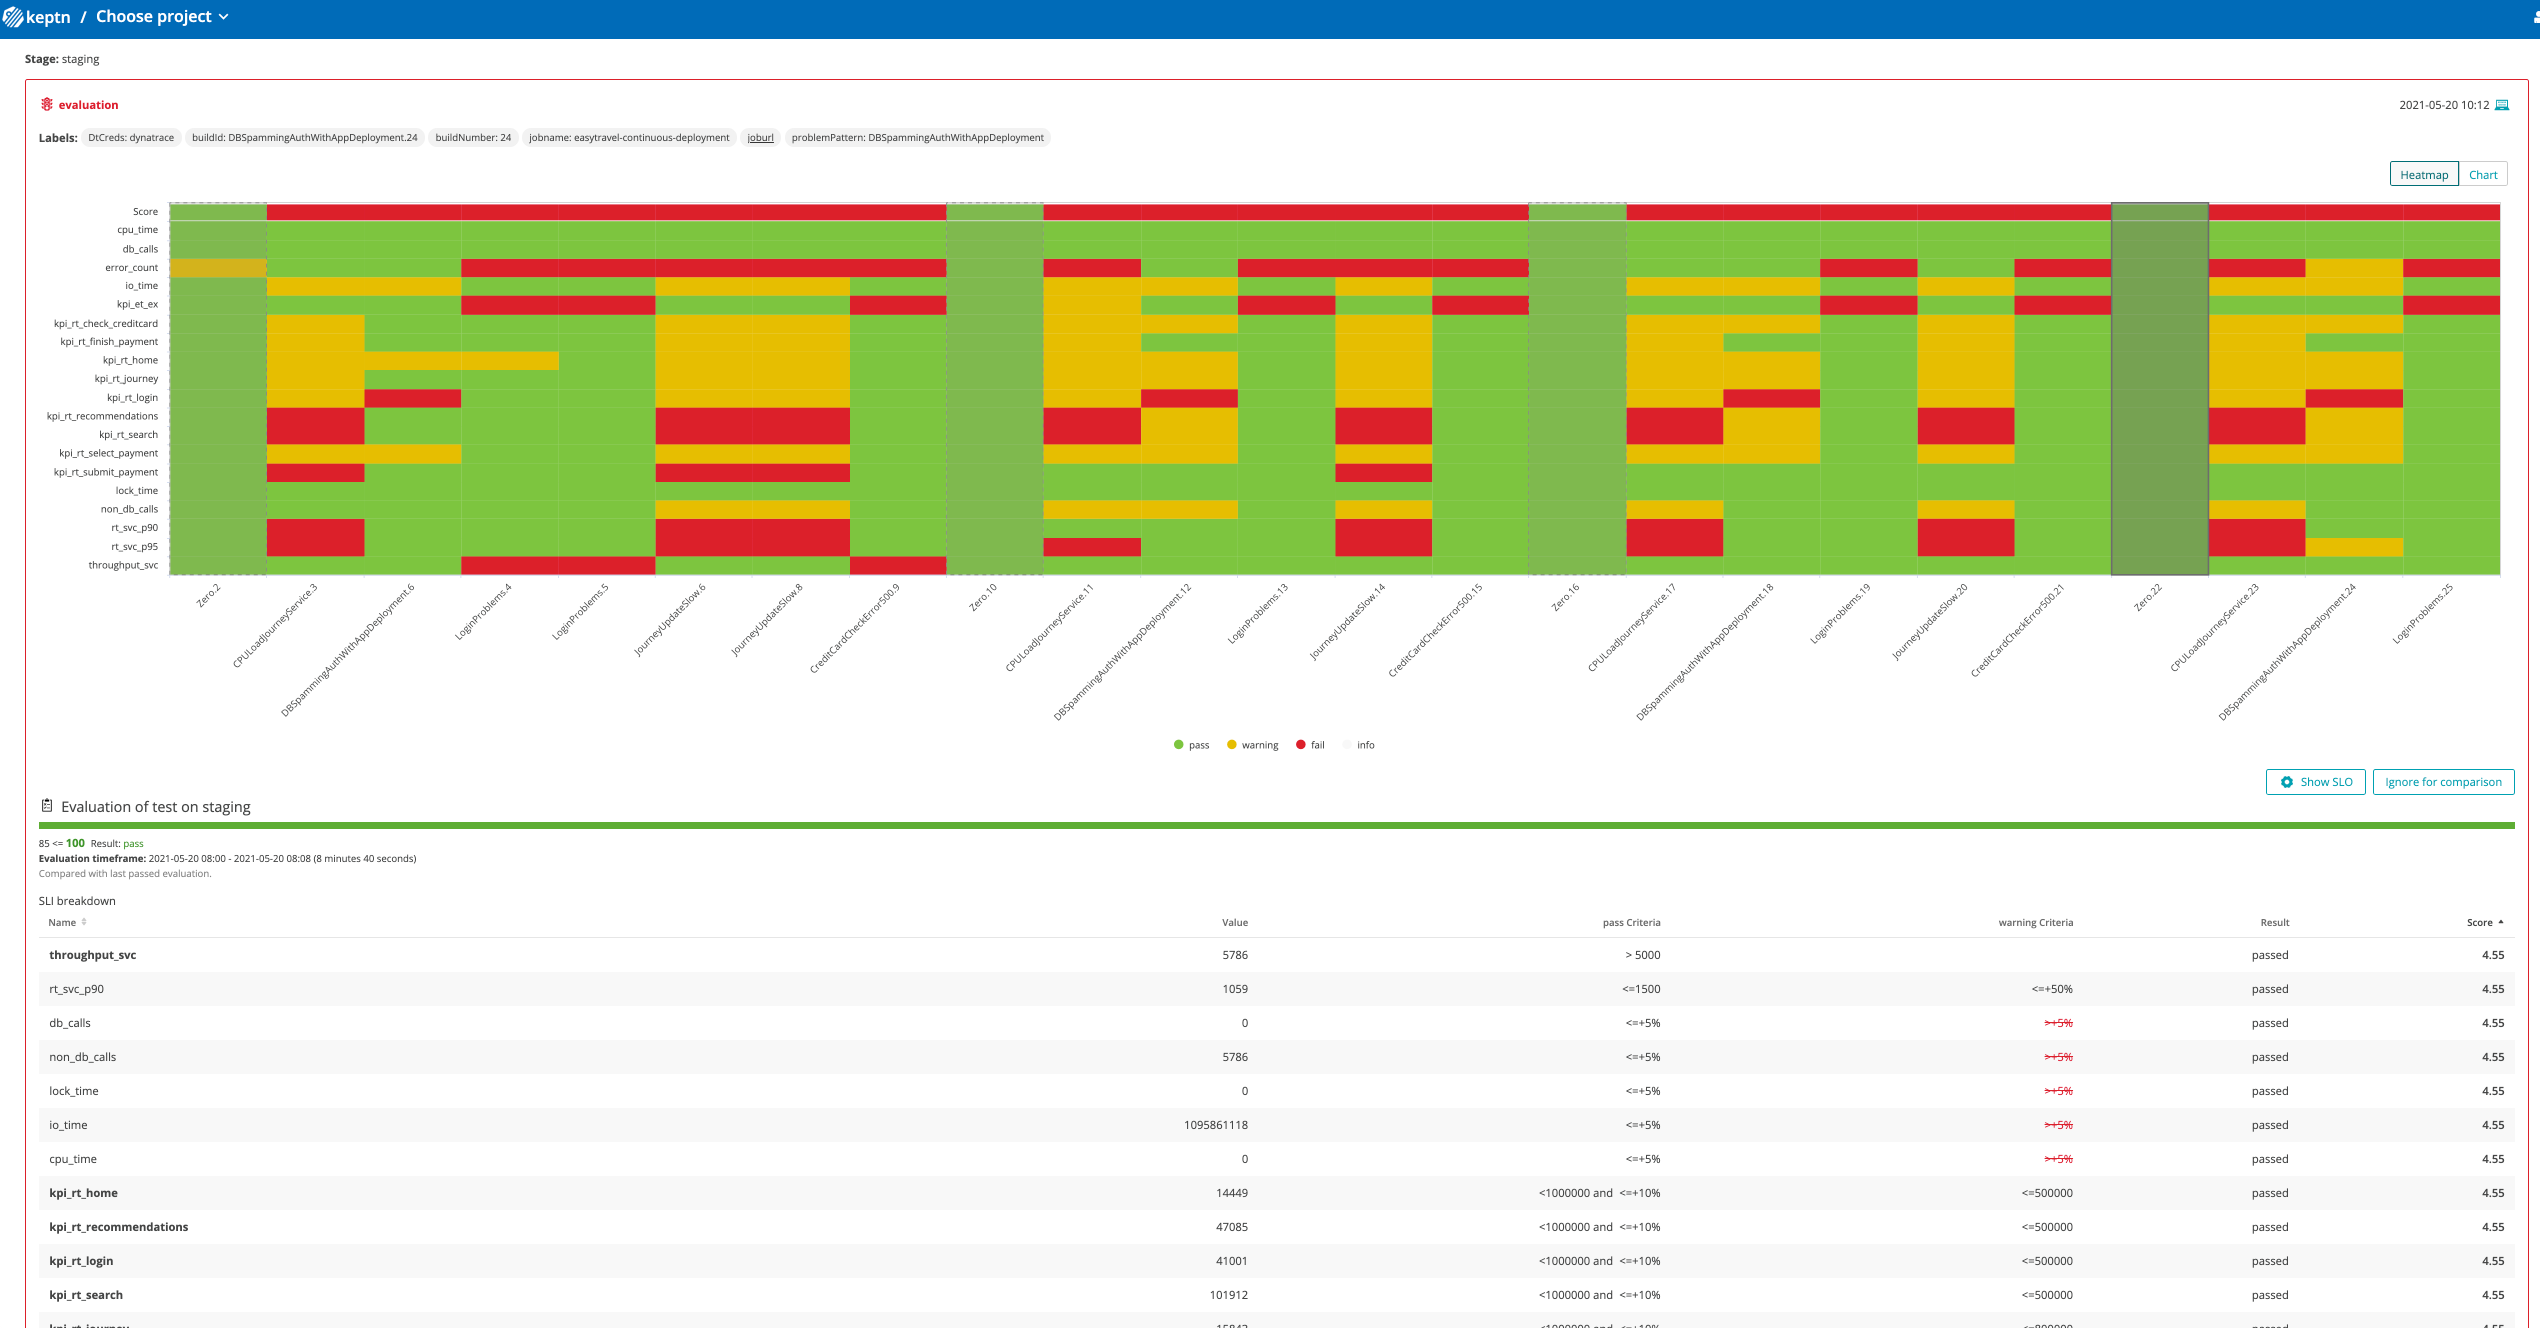 keptn / Choose project
Stage: staging
evaluation
2021-05-20 10:12
Labels: DtCreds: dynatrace buildId: DBSpammingAuthWithAppDeployment.24 buildNumber: 24 jobname: easytravel-continuous-deployment joburl problemPattern: DBSpammingAuthWithAppDeployment
Heatmap Chart
Score
cpu_time
db_calls
error_count
io_time
kpi_et_ex
kpi_rt_check_creditcard
kpi_rt_finish_payment
kpi_rt_home
kpi_rt_journey
kpi_rt_login
kpi_rt_recommendations
kpi_rt_search
kpi_rt_select_payment
kpi_rt_submit_payment
lock_time
non_db_calls
rt_svc_p90
rt_svc_p95
throughput_svc
Zero.2
CPULoadJourneyService.3
DBSpammingAuthWithAppDeployment.6
LoginProblems.4
LoginProblems.5
JourneyUpdateSlow.6
JourneyUpdateSlow.8
CreditCardCheckError500.9
Zero.10
CPULoadJourneyService.11
DBSpammingAuthWithAppDeployment.12
LoginProblems.13
JourneyUpdateSlow.14
CreditCardCheckError500.15
Zero.16
CPULoadJourneyService.17
DBSpammingAuthWithAppDeployment.18
LoginProblems.19
JourneyUpdateSlow.20
CreditCardCheckError500.21
Zero.22
CPULoadJourneyService.23
DBSpammingAuthWithAppDeployment.24
LoginProblems.25
pass warning fail info
Show SLO Ignore for comparison
Evaluation of test on staging
85 <= 100 Result: pass
Evaluation timeframe: 2021-05-20 08:00 - 2021-05-20 08:08 (8 minutes 40 seconds)
Compared with last passed evaluation.
SLI breakdown
Name Value pass Criteria warning Criteria Result Score
throughput_svc 5786 > 5000 passed 4.55
rt_svc_p90 1059 <=1500 <=+50% passed 4.55
db_calls 0 <=+5% >+5% passed 4.55
non_db_calls 5786 <=+5% >+5% passed 4.55
lock_time 0 <=+5% >+5% passed 4.55
io_time 1095861118 <=+5% >+5% passed 4.55
cpu_time 0 <=+5% >+5% passed 4.55
kpi_rt_home 14449 <1000000 and <=+10% <=500000 passed 4.55
kpi_rt_recommendations 47085 <1000000 and <=+10% <=500000 passed 4.55
kpi_rt_login 41001 <1000000 and <=+10% <=500000 passed 4.55
kpi_rt_search 101912 <1000000 and <=+10% <=500000 passed 4.55